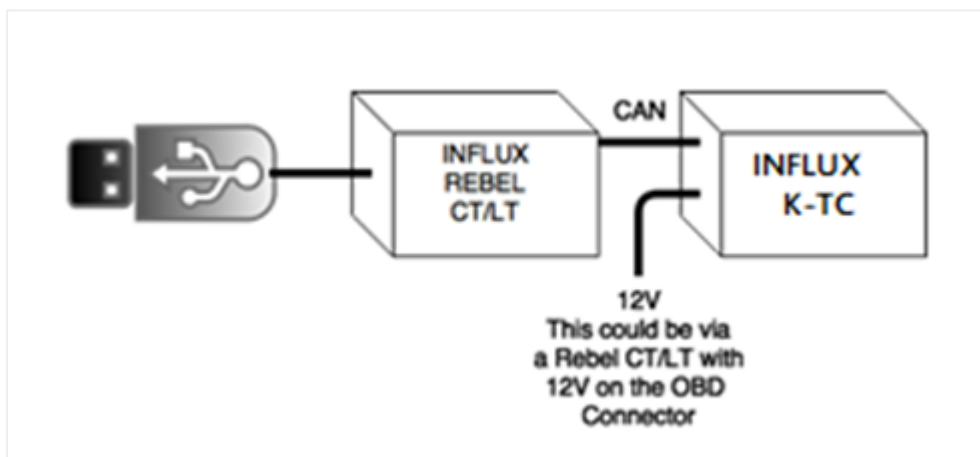 INFLUX
REBEL
CT/LT
CAN
INFLUX
K-TC
12V
This could be via
a Rebel CT/LT with
12V on the OBD
Connector